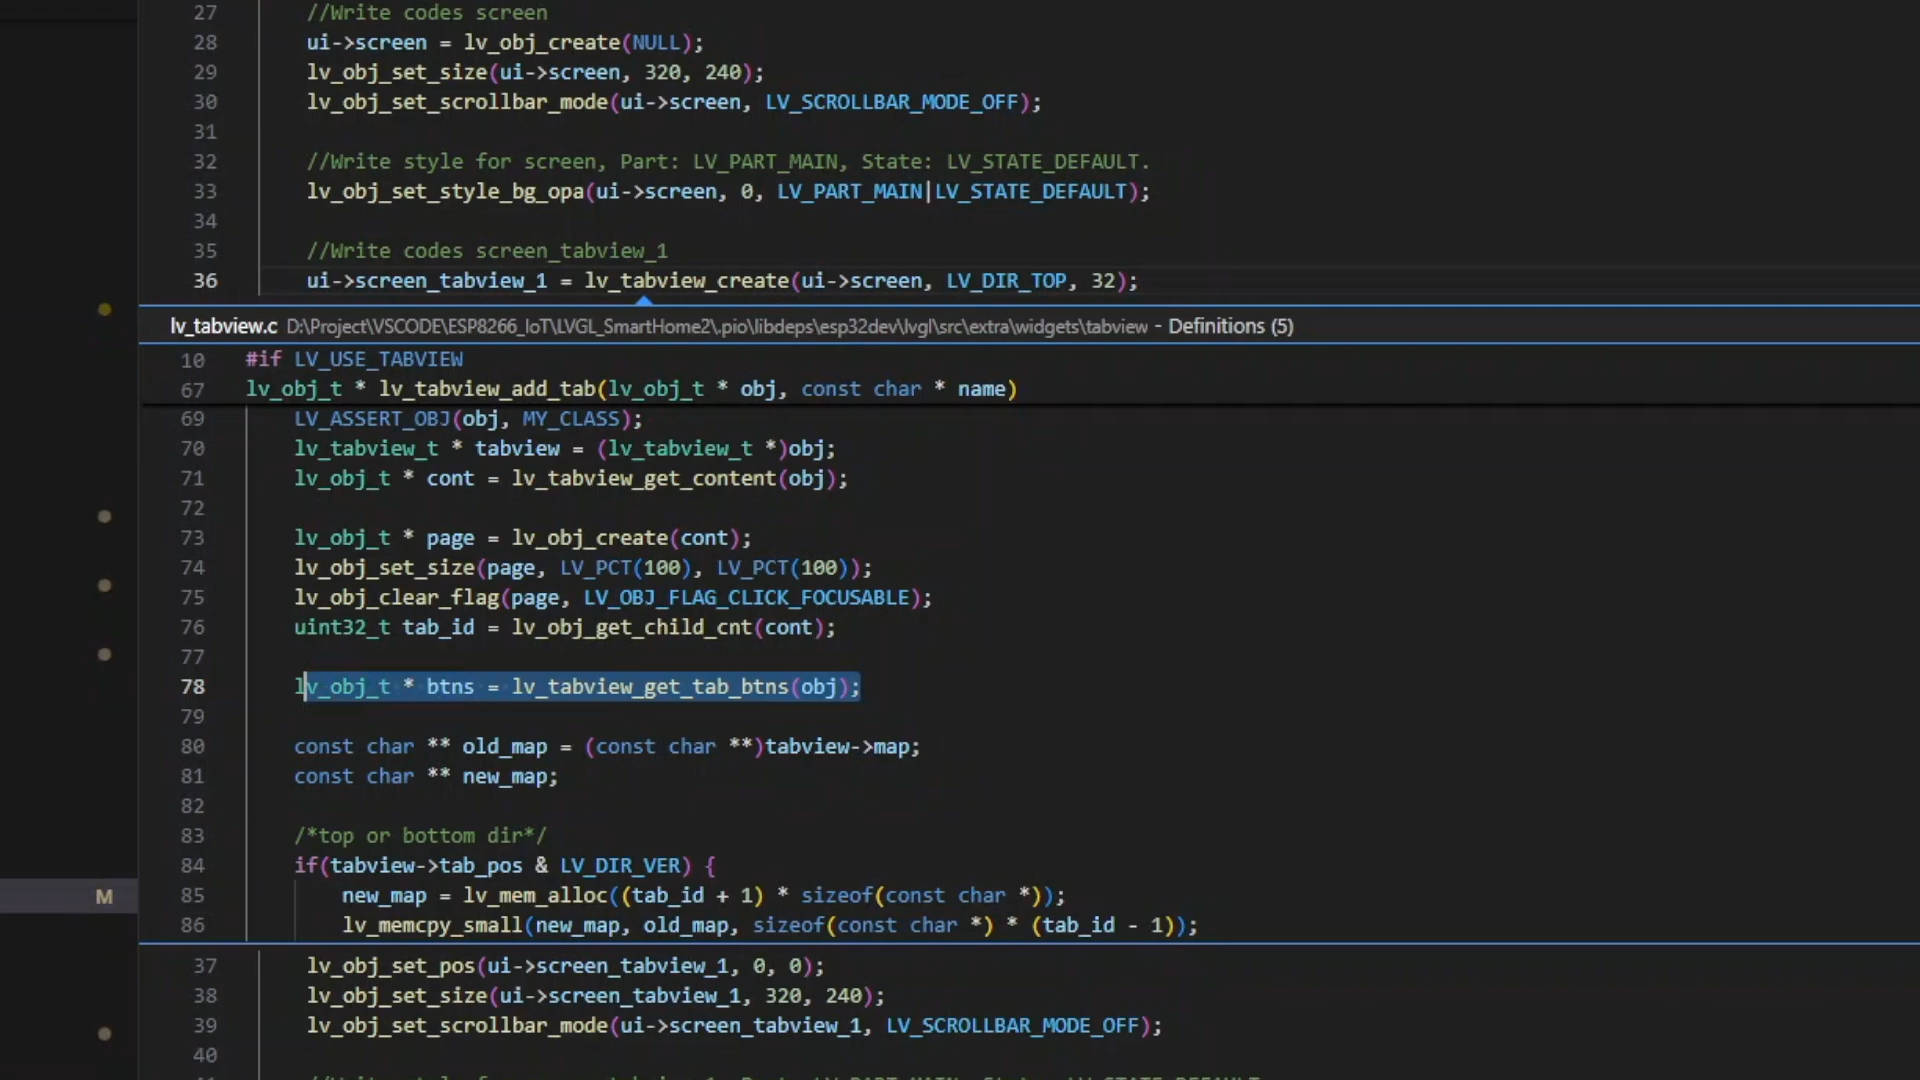 27 //Write codes screen
28 ui->screen = lv_obj_create(NULL);
29 lv_obj_set_size(ui->screen, 320, 240);
30 lv_obj_set_scrollbar_mode(ui->screen, LV_SCROLLBAR_MODE_OFF);
31
32 //Write style for screen, Part: LV_PART_MAIN, State: LV_STATE_DEFAULT.
33 lv_obj_set_style_bg_opa(ui->screen, 0, LV_PART_MAIN|LV_STATE_DEFAULT);
34
35 //Write codes screen_tabview_1
36 ui->screen_tabview_1 = lv_tabview_create(ui->screen, LV_DIR_TOP, 32);
lv_tabview.c D:\Project\VSCODE\ESP8266_IoT\LVGL_SmartHome2\.pio\libdeps\esp32dev\lvgl\src\extra\widgets\tabview - Definitions (5)
10 #if LV_USE_TABVIEW
67 lv_obj_t * lv_tabview_add_tab(lv_obj_t * obj, const char * name)
69 LV_ASSERT_OBJ(obj, MY_CLASS);
70 lv_tabview_t * tabview = (lv_tabview_t *)obj;
71 lv_obj_t * cont = lv_tabview_get_content(obj);
72
73 lv_obj_t * page = lv_obj_create(cont);
74 lv_obj_set_size(page, LV_PCT(100), LV_PCT(100));
75 lv_obj_clear_flag(page, LV_OBJ_FLAG_CLICK_FOCUSABLE);
76 uint32_t tab_id = lv_obj_get_child_cnt(cont);
77
78 lv_obj_t * btns = lv_tabview_get_tab_btns(obj);
79
80 const char ** old_map = (const char **)tabview->map;
81 const char ** new_map;
82
83 /*top or bottom dir*/
84 if(tabview->tab_pos & LV_DIR_VER) {
M 85 new_map = lv_mem_alloc((tab_id + 1) * sizeof(const char *));
86 lv_memcpy_small(new_map, old_map, sizeof(const char *) * (tab_id - 1));
37 lv_obj_set_pos(ui->screen_tabview_1, 0, 0);
38 lv_obj_set_size(ui->screen_tabview_1, 320, 240);
39 lv_obj_set_scrollbar_mode(ui->screen_tabview_1, LV_SCROLLBAR_MODE_OFF);
40